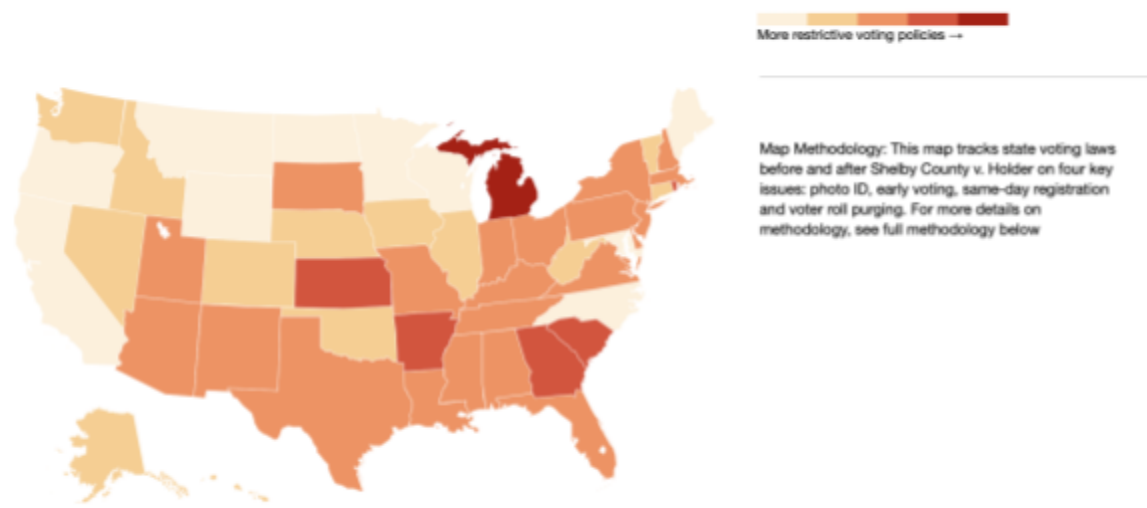 More restrictive voting policies →
Map Methodology: This map tracks state voting laws
before and after Shelby County v. Holder on four key
issues: photo ID, early voting, same-day registration
and voter roll purging. For more details on
methodology, see full methodology below